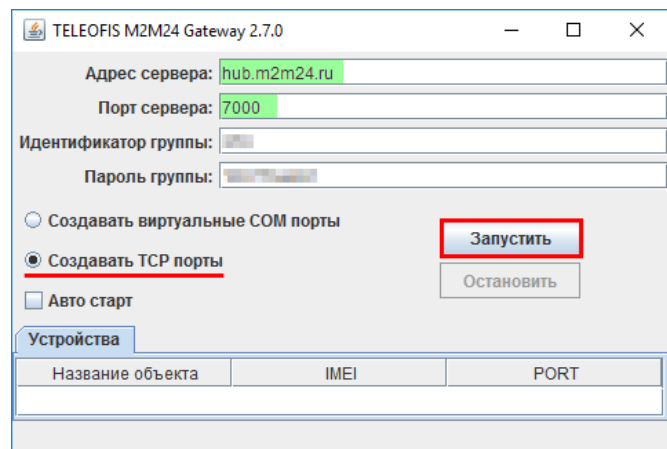 TELEOFIS M2M24 Gateway 2.7.0
Адрес сервера: hub.m2m24.ru
Порт сервера: 7000
Идентификатор группы:
Пароль группы:
Создавать виртуальные COM порты
Запустить
Создавать TCP порты
Остановить
Авто старт
Устройства
Название объекта IMEI PORT